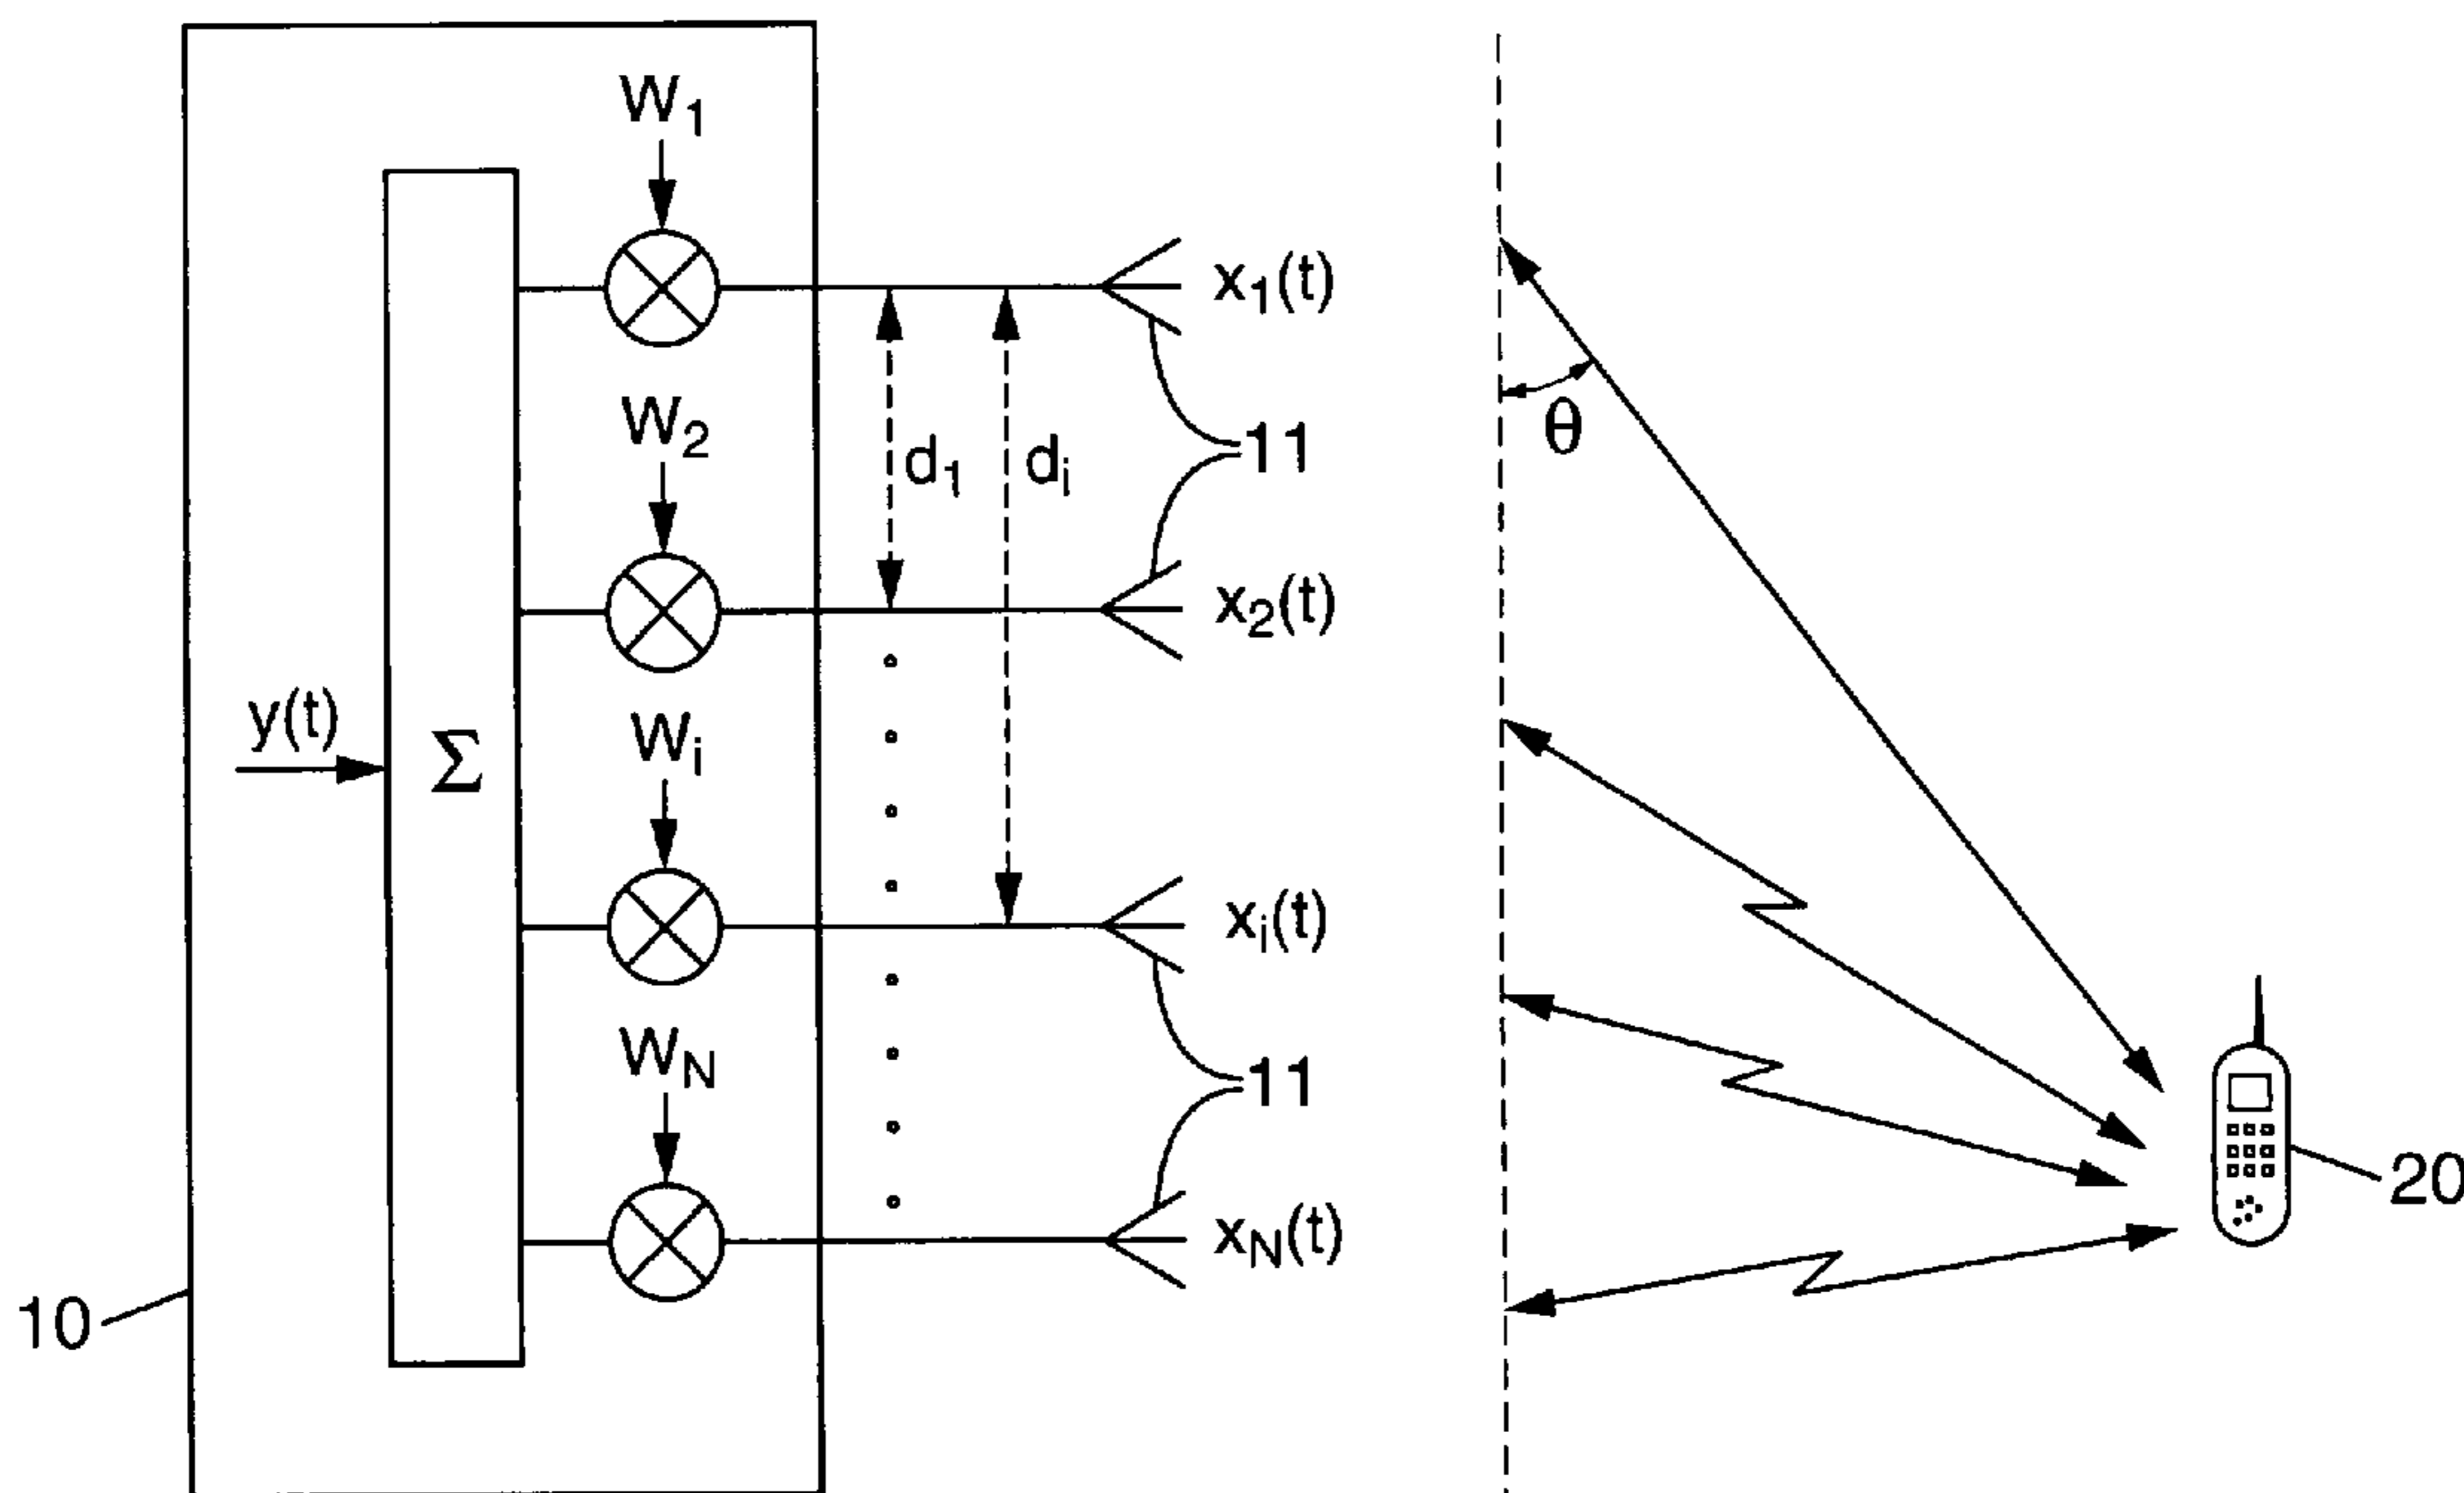 W1
x1(t)
θ
W2
d1
di
11
x2(t)
y(t)
Wi
Σ
xi(t)
WN
11
20
xN(t)
10